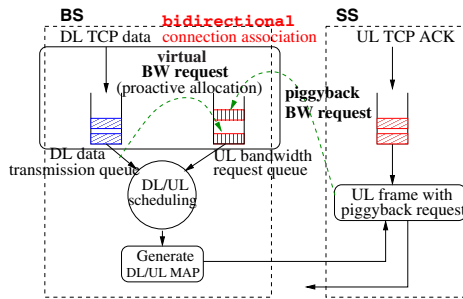 BS
bidirectional
SS
DL TCP data
connection association
UL TCP ACK
virtual
BW request
(proactive allocation)
piggyback
BW request
DL data
transmission queue
UL bandwidth
request queue
DL/UL
scheduling
UL frame with
piggyback request
Generate
DL/UL MAP